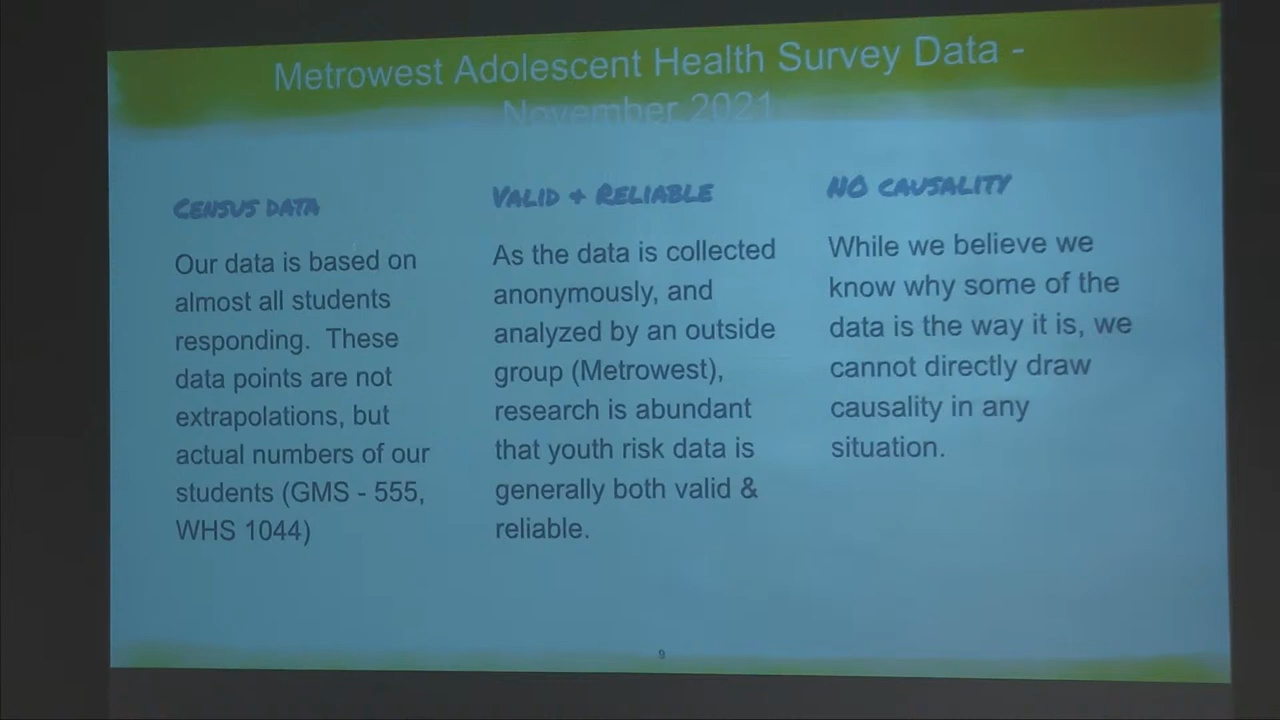 Metrowest Adolescent Health Survey Data -
November 2021
CENSUS DATA
Our data is based on
almost all students
responding.  These
data points are not
extrapolations, but
actual numbers of our
students (GMS - 555,
WHS 1044)
VALID + RELIABLE
As the data is collected
anonymously, and
analyzed by an outside
group (Metrowest),
research is abundant
that youth risk data is
generally both valid &
reliable.
NO CAUSALITY
While we believe we
know why some of the
data is the way it is, we
cannot directly draw
causality in any
situation.
9